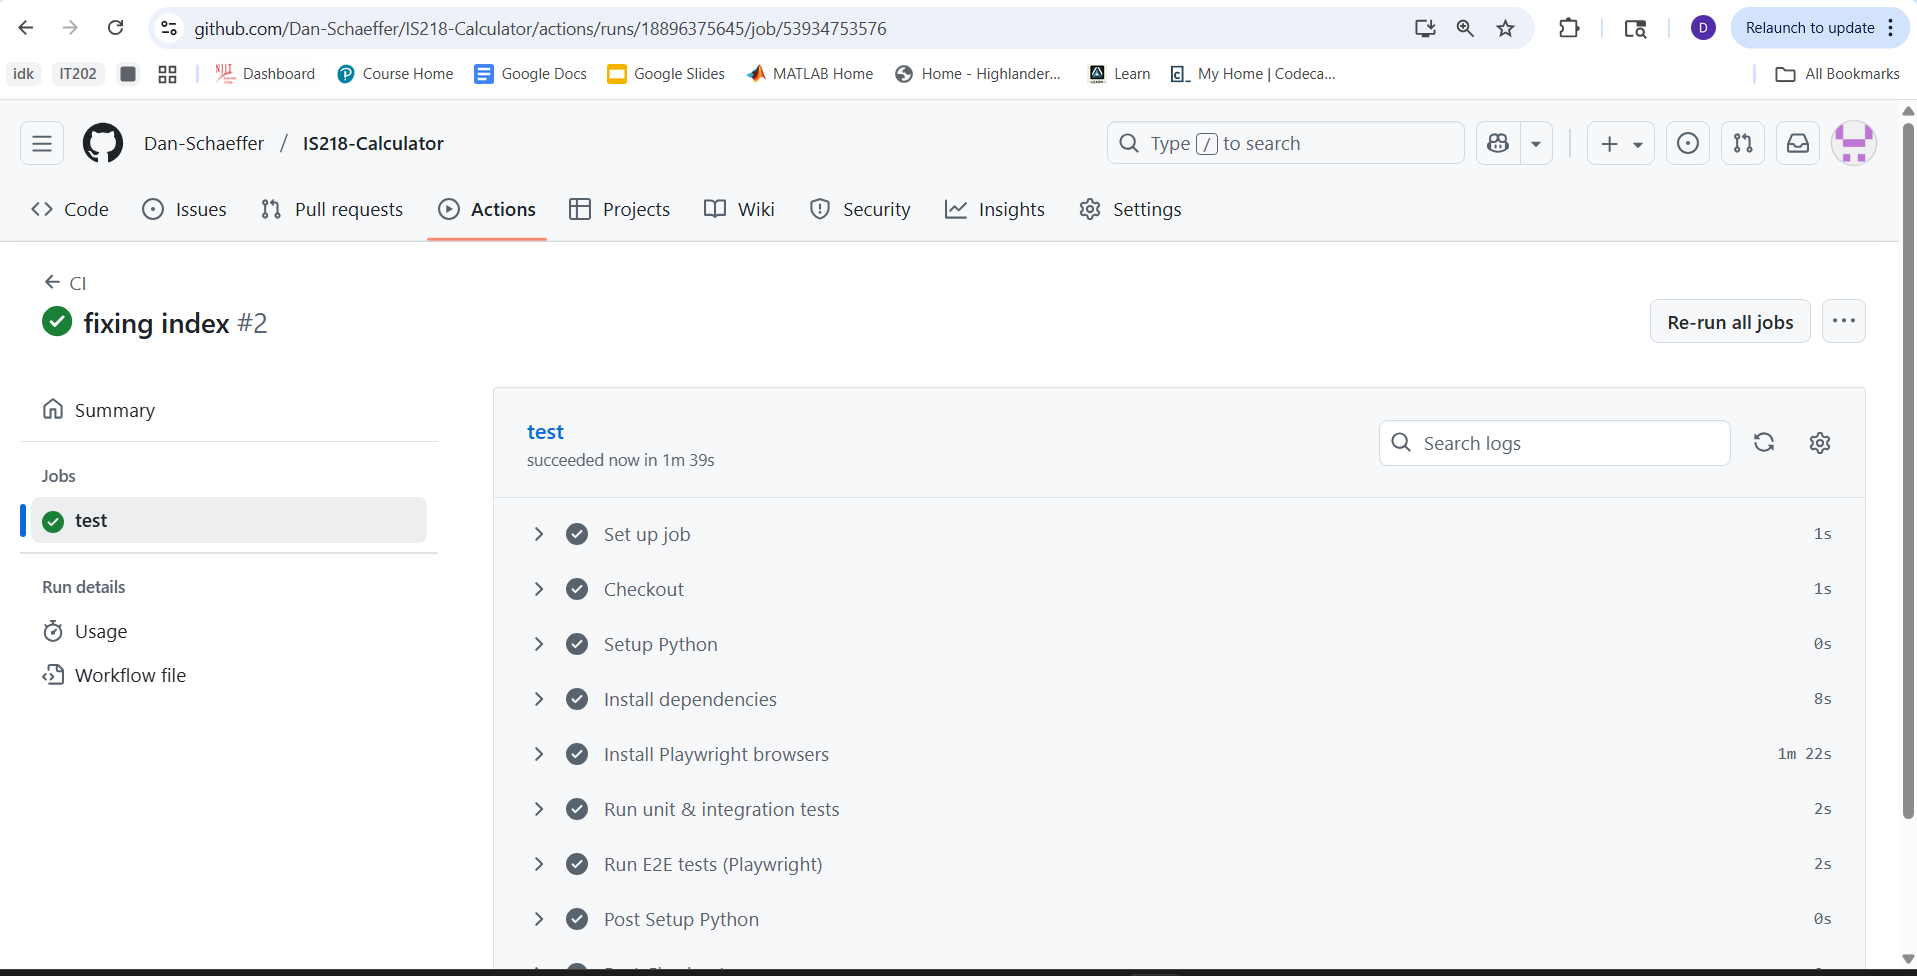 github.com/Dan-Schaeffer/IS218-Calculator/actions/runs/18896375645/job/53934753576
D
Relaunch to update
idk
IT202
Dashboard
Course Home
Google Docs
Google Slides
MATLAB Home
Home - Highlander...
Learn
My Home | Codeca...
All Bookmarks
Dan-Schaeffer / IS218-Calculator
Type / to search
Code
Issues
Pull requests
Actions
Projects
Wiki
Security
Insights
Settings
CI
fixing index #2
Re-run all jobs
Summary
Jobs
test
Run details
Usage
Workflow file
test
succeeded now in 1m 39s
Search logs
Set up job 1s
Checkout 1s
Setup Python 0s
Install dependencies 8s
Install Playwright browsers 1m 22s
Run unit & integration tests 2s
Run E2E tests (Playwright) 2s
Post Setup Python 0s